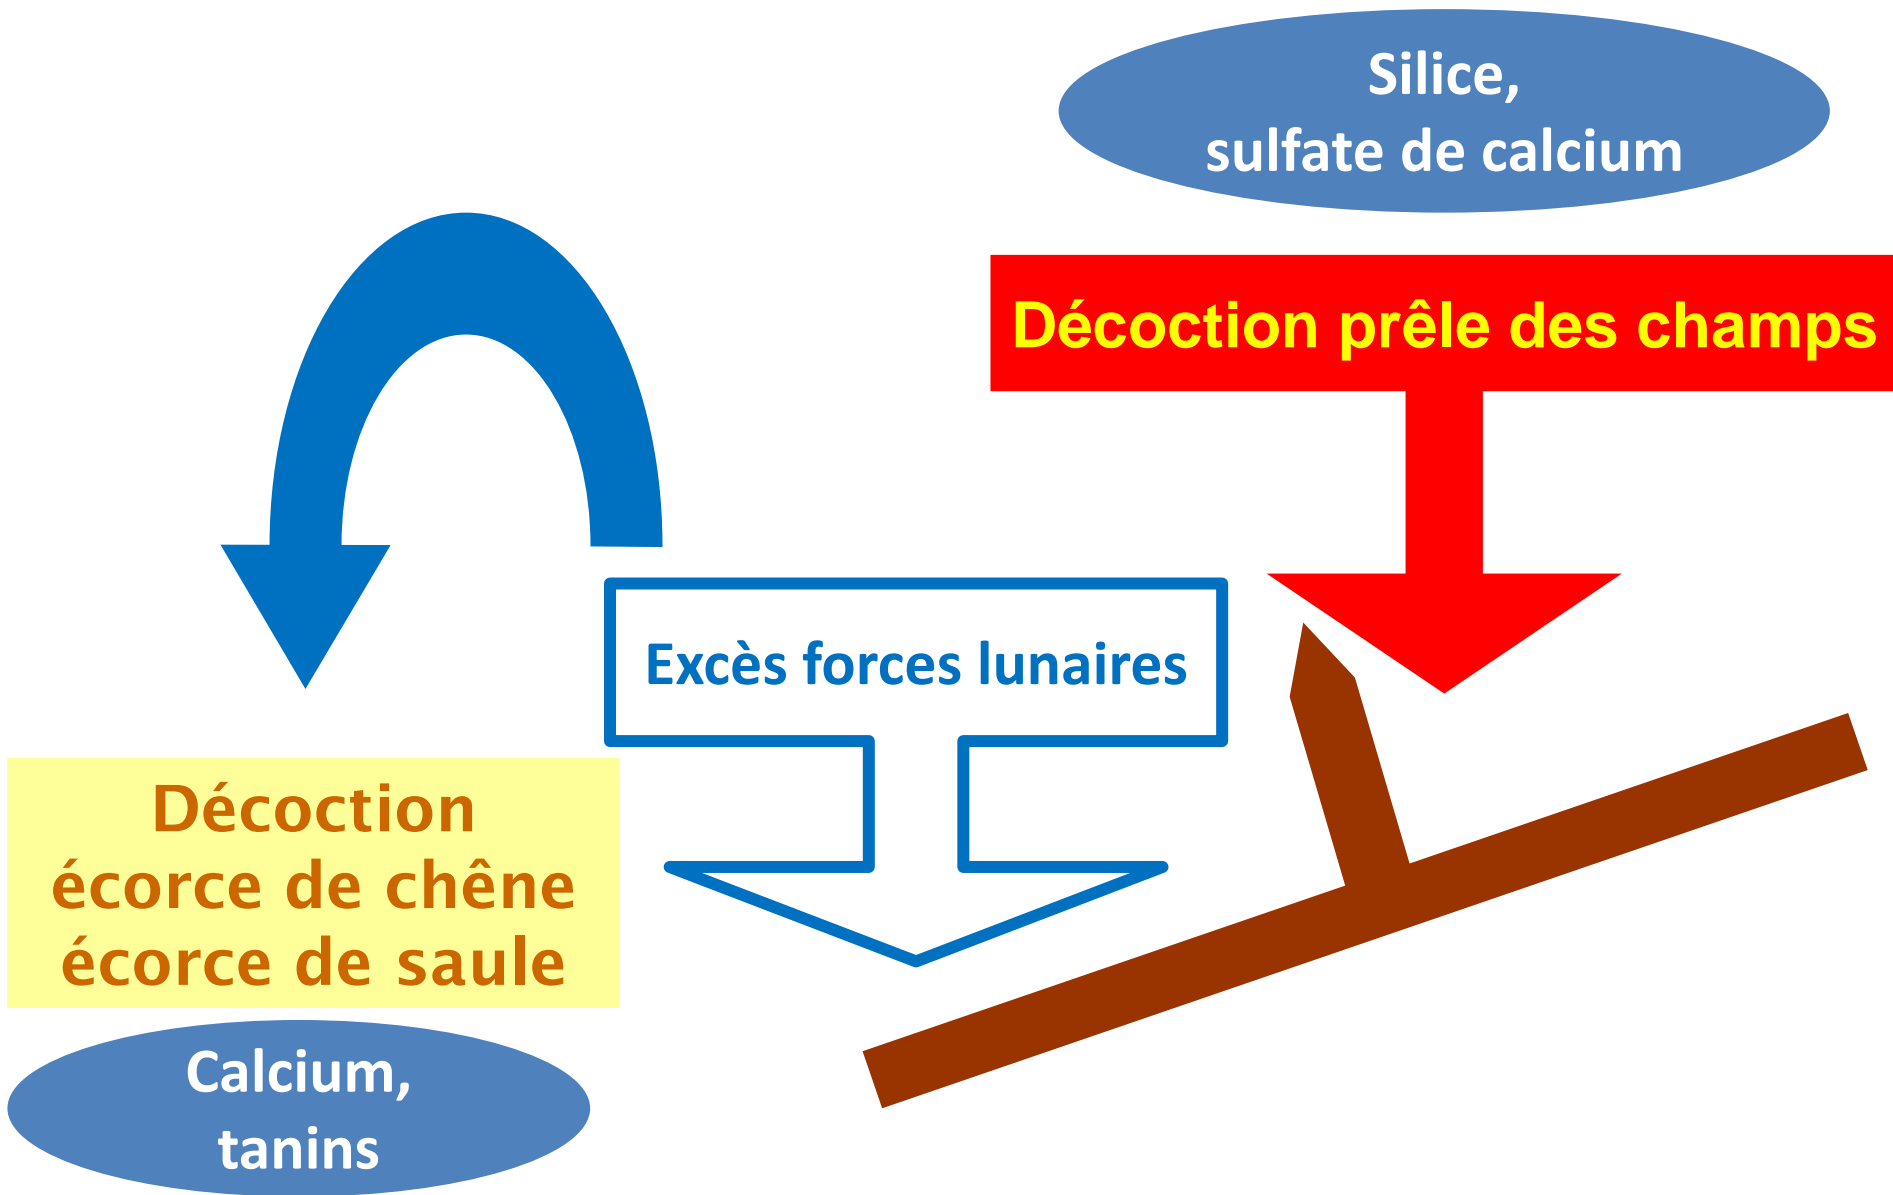 Silice,
sulfate de calcium
Décoction prêle des champs
Excès forces lunaires
Décoction
écorce de chêne
écorce de saule
Calcium,
tanins